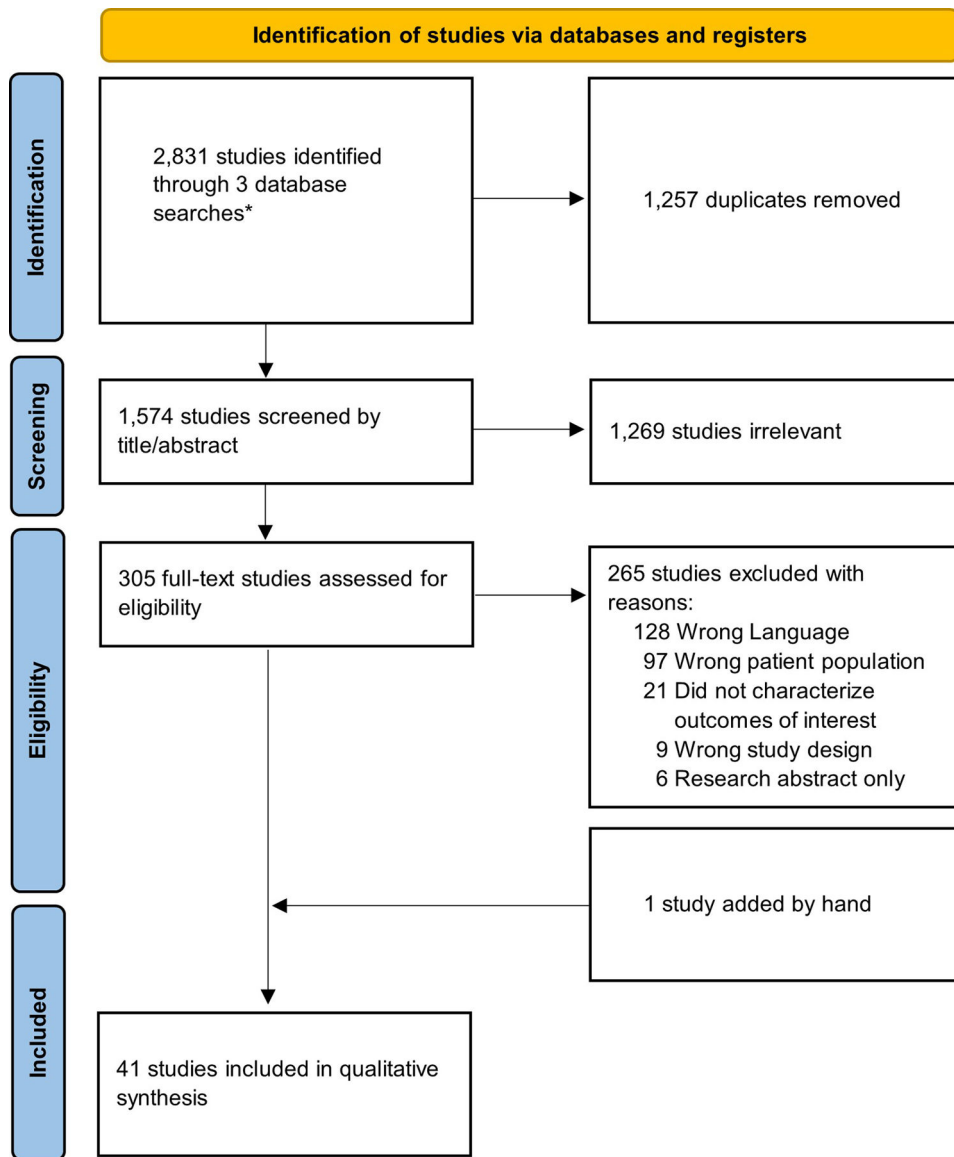 Identification of studies via databases and registers
Identification
2,831 studies identified
through 3 database
searches*
1,257 duplicates removed
Screening
1,574 studies screened by
title/abstract
1,269 studies irrelevant
Eligibility
305 full-text studies assessed for
eligibility
265 studies excluded with
reasons:
128 Wrong Language
97 Wrong patient population
21 Did not characterize
outcomes of interest
9 Wrong study design
6 Research abstract only
1 study added by hand
Included
41 studies included in qualitative
synthesis